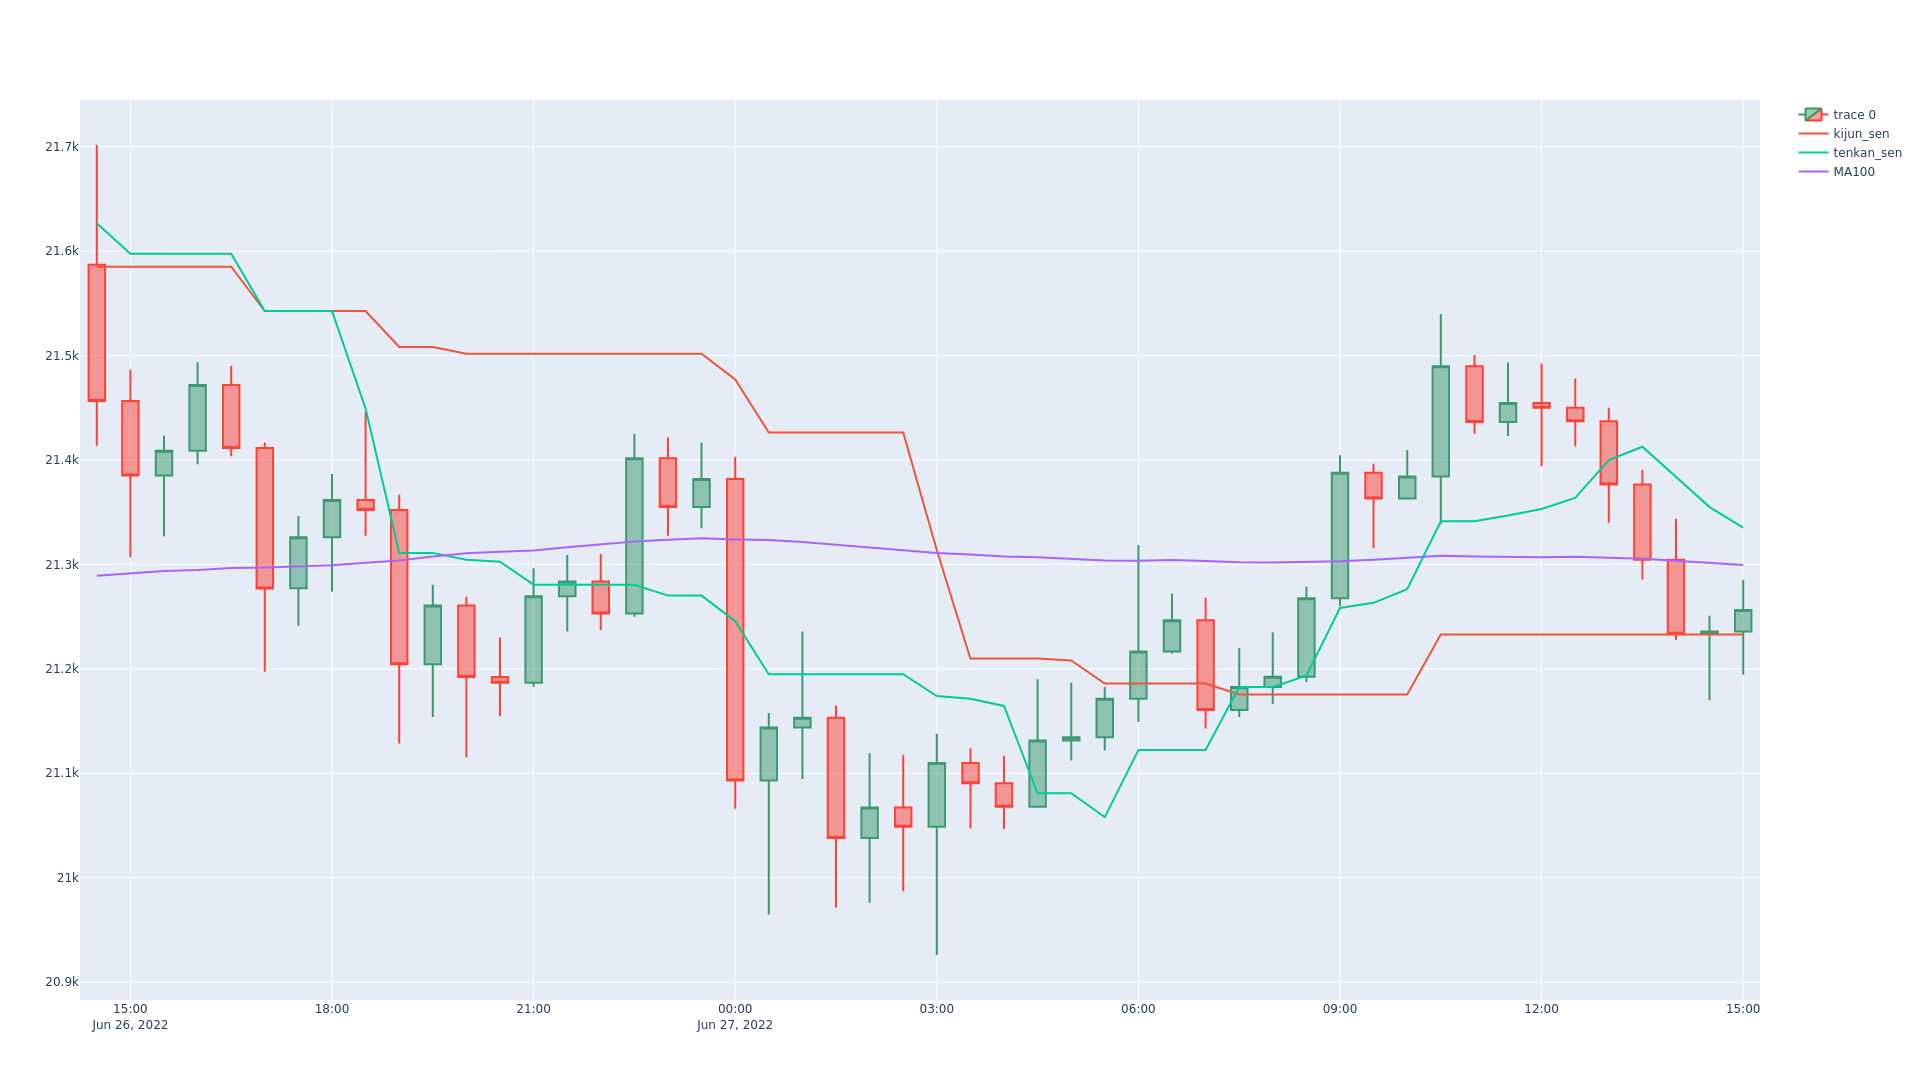 21.7k
21.6k
21.5k
21.4k
21.3k
21.2k
21.1k
21k
20.9k
15:00 18:00 21:00 00:00 03:00 06:00 09:00 12:00 15:00
Jun 26, 2022 Jun 27, 2022
trace 0
kijun_sen
tenkan_sen
MA100